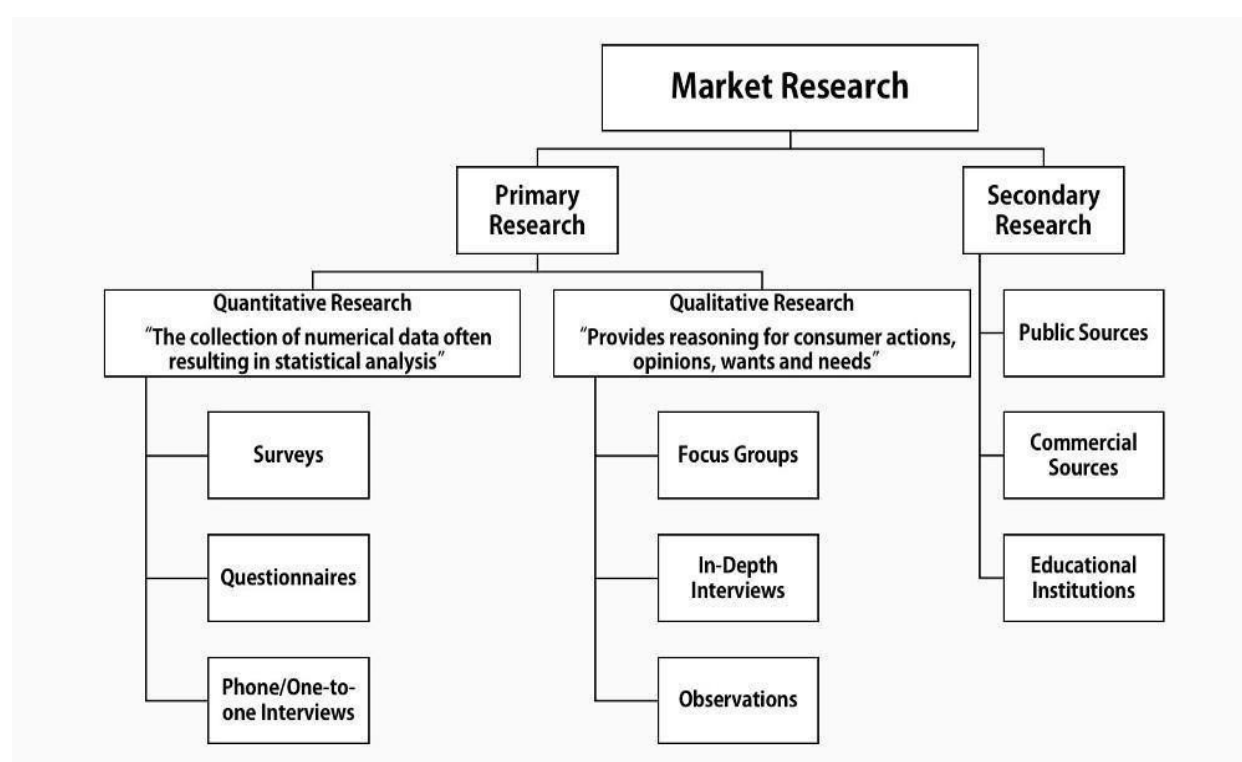 Market Research
Primary
Research
Secondary
Research
Quantitative Research
"The collection of numerical data often
resulting in statistical analysis"
Qualitative Research
"Provides reasoning for consumer actions,
opinions, wants and needs"
Public Sources
Surveys
Focus Groups
Commercial
Sources
Questionnaires
In-Depth
Interviews
Educational
Institutions
Phone/One-to-
one Interviews
Observations